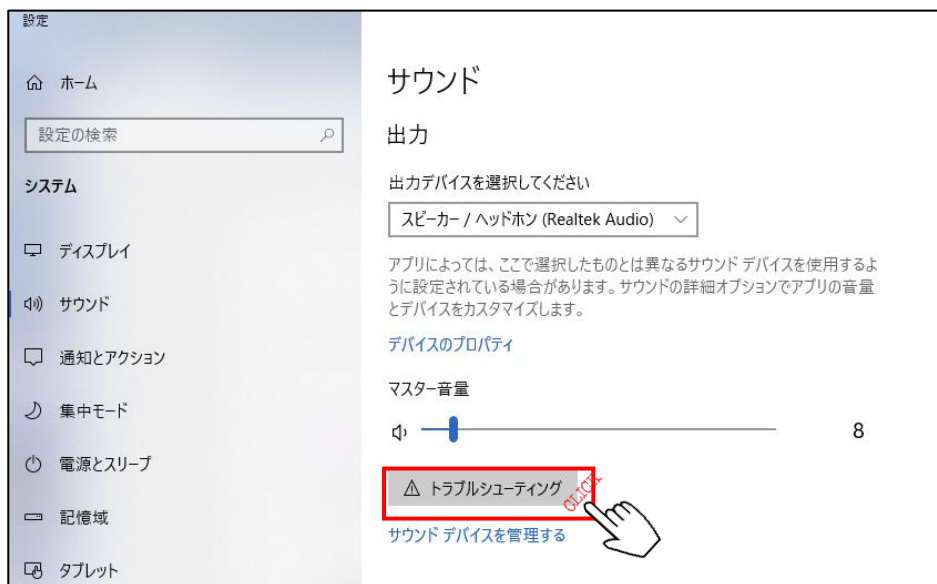 設定
ホーム
設定の検索
システム
ディスプレイ
サウンド
通知とアクション
集中モード
電源とスリープ
記憶域
タブレット
サウンド
出力
出力デバイスを選択してください
スピーカー / ヘッドホン (Realtek Audio)
アプリによっては、ここで選択したものとは異なるサウンド デバイスを使用するよ
うに設定されている場合があります。サウンドの詳細オプションでアプリの音量
とデバイスをカスタマイズします。
デバイスのプロパティ
マスター音量
8
トラブルシューティング
CLICK
サウンド デバイスを管理する